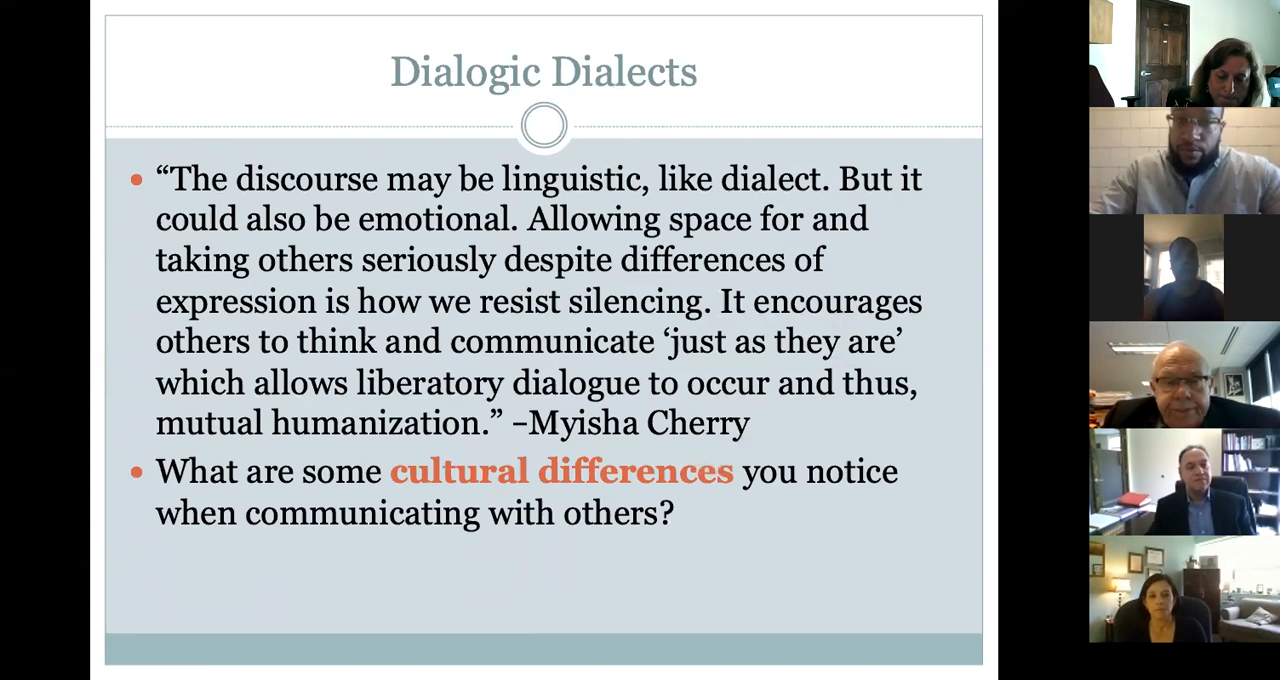 Dialogic Dialects
“The discourse may be linguistic, like dialect. But it
could also be emotional. Allowing space for and
taking others seriously despite differences of
expression is how we resist silencing. It encourages
others to think and communicate ‘just as they are’
which allows liberatory dialogue to occur and thus,
mutual humanization.” –Myisha Cherry
What are some cultural differences you notice
when communicating with others?